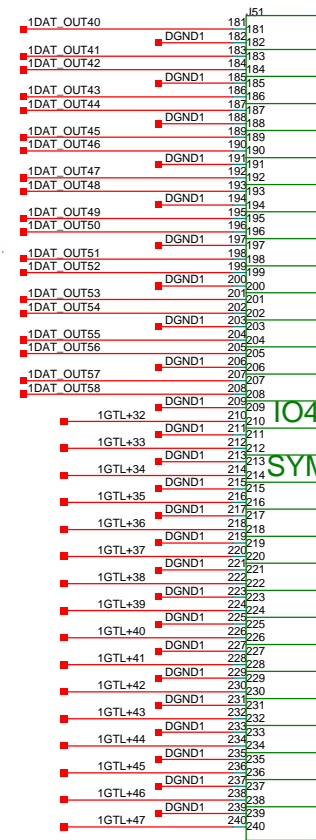 J51
1DAT_OUT40 181 181
DGND1 182 182
1DAT_OUT41 183 183
1DAT_OUT42 184 184
DGND1 185 185
1DAT_OUT43 186 186
1DAT_OUT44 187 187
DGND1 188 188
1DAT_OUT45 189 189
1DAT_OUT46 190 190
DGND1 191 191
1DAT_OUT47 192 192
1DAT_OUT48 193 193
DGND1 194 194
1DAT_OUT49 195 195
1DAT_OUT50 196 196
DGND1 197 197
1DAT_OUT51 198 198
1DAT_OUT52 199 199
DGND1 200 200
1DAT_OUT53 201 201
1DAT_OUT54 202 202
DGND1 203 203
1DAT_OUT55 204 204
1DAT_OUT56 205 205
DGND1 206 206
1DAT_OUT57 207 207
1DAT_OUT58 208 208
DGND1 209 209
1GTL+32 210 210 IO4
DGND1 211 211
1GTL+33 212 212
DGND1 213 213
1GTL+34 214 214 SYM
DGND1 215 215
1GTL+35 216 216
DGND1 217 217
1GTL+36 218 218
DGND1 219 219
1GTL+37 220 220
DGND1 221 221
1GTL+38 222 222
DGND1 223 223
1GTL+39 224 224
DGND1 225 225
1GTL+40 226 226
DGND1 227 227
1GTL+41 228 228
DGND1 229 229
1GTL+42 230 230
DGND1 231 231
1GTL+43 232 232
DGND1 233 233
1GTL+44 234 234
DGND1 235 235
1GTL+45 236 236
DGND1 237 237
1GTL+46 238 238
DGND1 239 239
1GTL+47 240 240